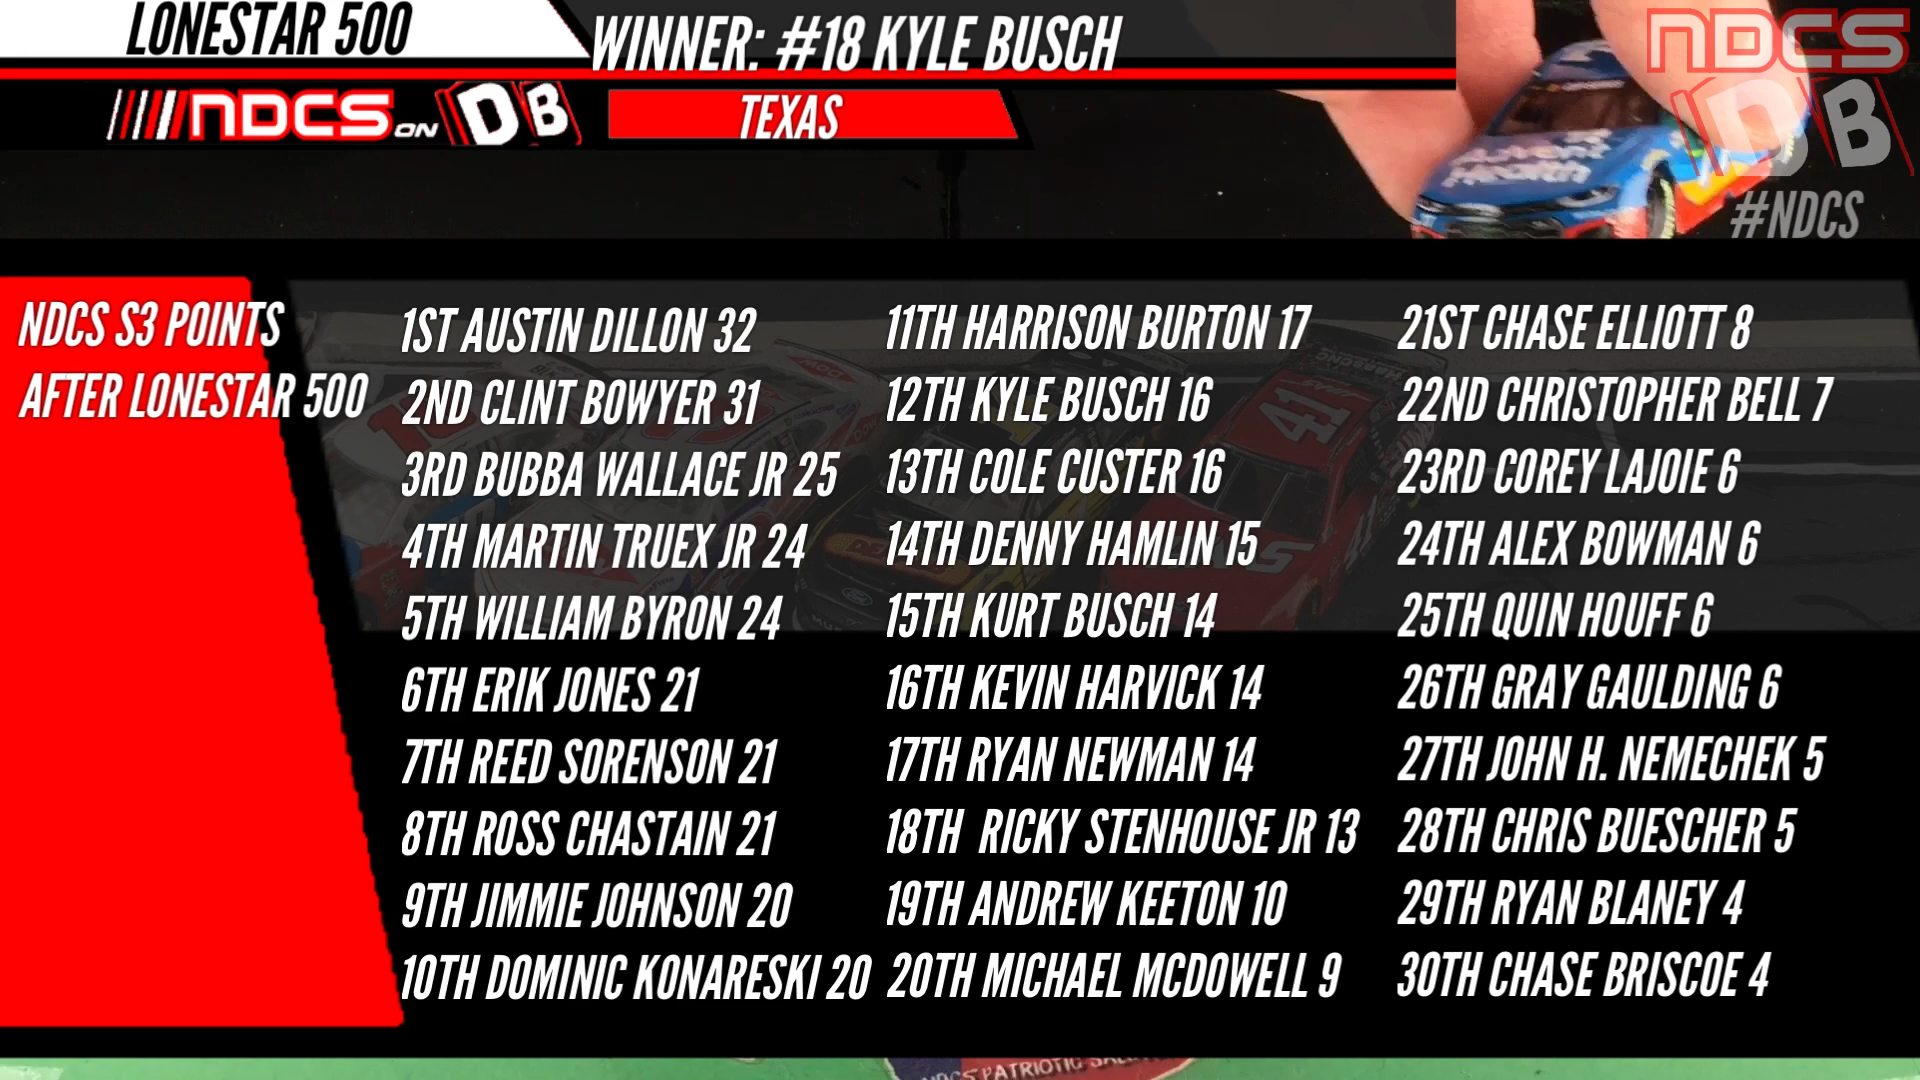 LONESTAR 500
WINNER: #18 KYLE BUSCH
NDCS ON DB
TEXAS
NDCS
DB
#NDCS
NDCS S3 POINTS
AFTER LONESTAR 500
1ST AUSTIN DILLON 32
2ND CLINT BOWYER 31
3RD BUBBA WALLACE JR 25
4TH MARTIN TRUEX JR 24
5TH WILLIAM BYRON 24
6TH ERIK JONES 21
7TH REED SORENSON 21
8TH ROSS CHASTAIN 21
9TH JIMMIE JOHNSON 20
10TH DOMINIC KONARESKI 20
11TH HARRISON BURTON 17
12TH KYLE BUSCH 16
13TH COLE CUSTER 16
14TH DENNY HAMLIN 15
15TH KURT BUSCH 14
16TH KEVIN HARVICK 14
17TH RYAN NEWMAN 14
18TH RICKY STENHOUSE JR 13
19TH ANDREW KEETON 10
20TH MICHAEL MCDOWELL 9
21ST CHASE ELLIOTT 8
22ND CHRISTOPHER BELL 7
23RD COREY LAJOIE 6
24TH ALEX BOWMAN 6
25TH QUIN HOUFF 6
26TH GRAY GAULDING 6
27TH JOHN H. NEMECHEK 5
28TH CHRIS BUESCHER 5
29TH RYAN BLANEY 4
30TH CHASE BRISCOE 4
41
NDCS PATRIOTIC